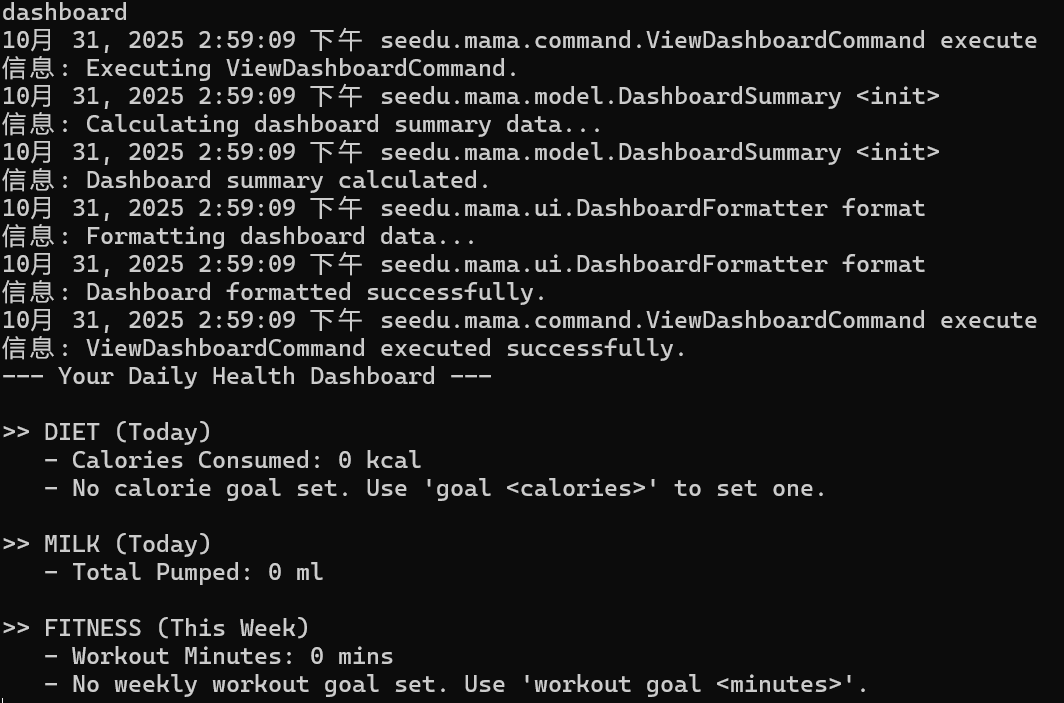 dashboard
10月 31, 2025 2:59:09 下午 seedu.mama.command.ViewDashboardCommand execute
信息: Executing ViewDashboardCommand.
10月 31, 2025 2:59:09 下午 seedu.mama.model.DashboardSummary <init>
信息: Calculating dashboard summary data...
10月 31, 2025 2:59:09 下午 seedu.mama.model.DashboardSummary <init>
信息: Dashboard summary calculated.
10月 31, 2025 2:59:09 下午 seedu.mama.ui.DashboardFormatter format
信息: Formatting dashboard data...
10月 31, 2025 2:59:09 下午 seedu.mama.ui.DashboardFormatter format
信息: Dashboard formatted successfully.
10月 31, 2025 2:59:09 下午 seedu.mama.command.ViewDashboardCommand execute
信息: ViewDashboardCommand executed successfully.
--- Your Daily Health Dashboard ---
>> DIET (Today)
- Calories Consumed: 0 kcal
- No calorie goal set. Use 'goal <calories>' to set one.
>> MILK (Today)
- Total Pumped: 0 ml
>> FITNESS (This Week)
- Workout Minutes: 0 mins
- No weekly workout goal set. Use 'workout goal <minutes>'.